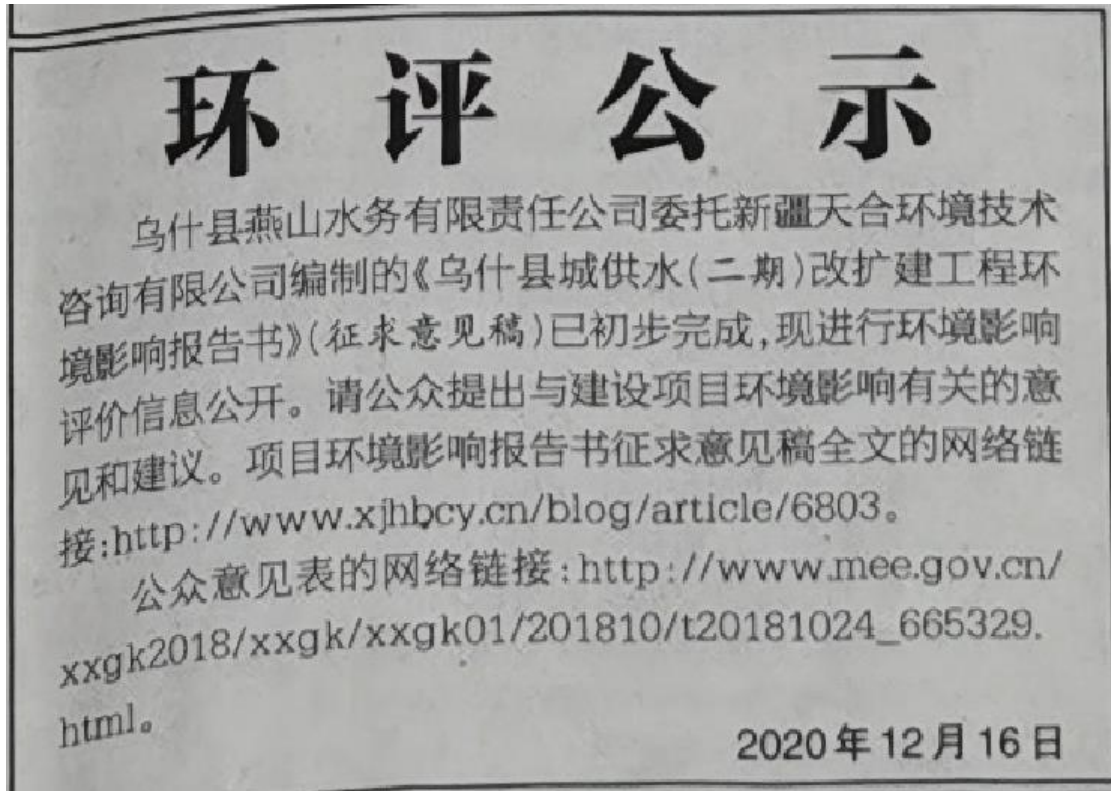 环评公示
乌什县燕山水务有限责任公司委托新疆天合环境技术
咨询有限公司编制的《乌什县城供水(二期)改扩建工程环
境影响报告书》(征求意见稿)已初步完成,现进行环境影响
评价信息公开。请公众提出与建设项目环境影响有关的意
见和建议。项目环境影响报告书征求意见稿全文的网络链
接:http://www.xjhbcy.cn/blog/article/6803。
公众意见表的网络链接:http://www.mee.gov.cn/
xxgk2018/xxgk/xxgk01/201810/t20181024_665329.
html。
2020年12月16日